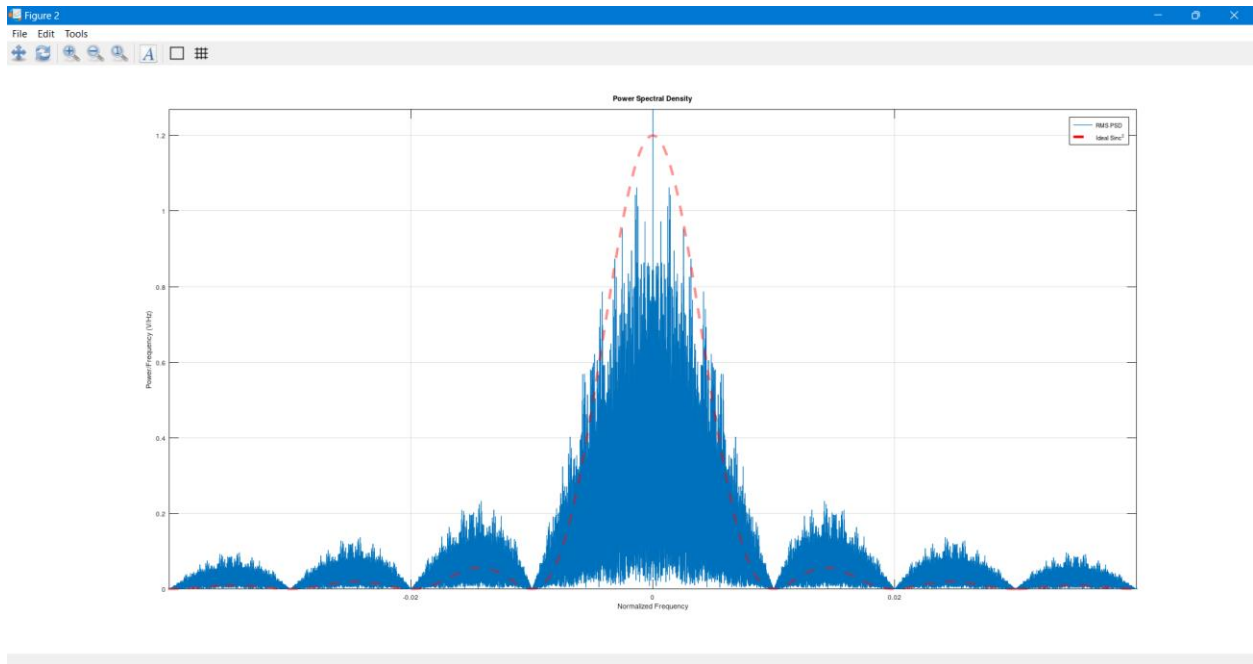 Figure 2
File Edit Tools
A
Power Spectral Density
RMS PSD
Ideal Sinc²
1.2
1
0.8
0.6
0.4
0.2
0
Power/Frequency (V/Hz)
-0.02
0
0.02
Normalized Frequency